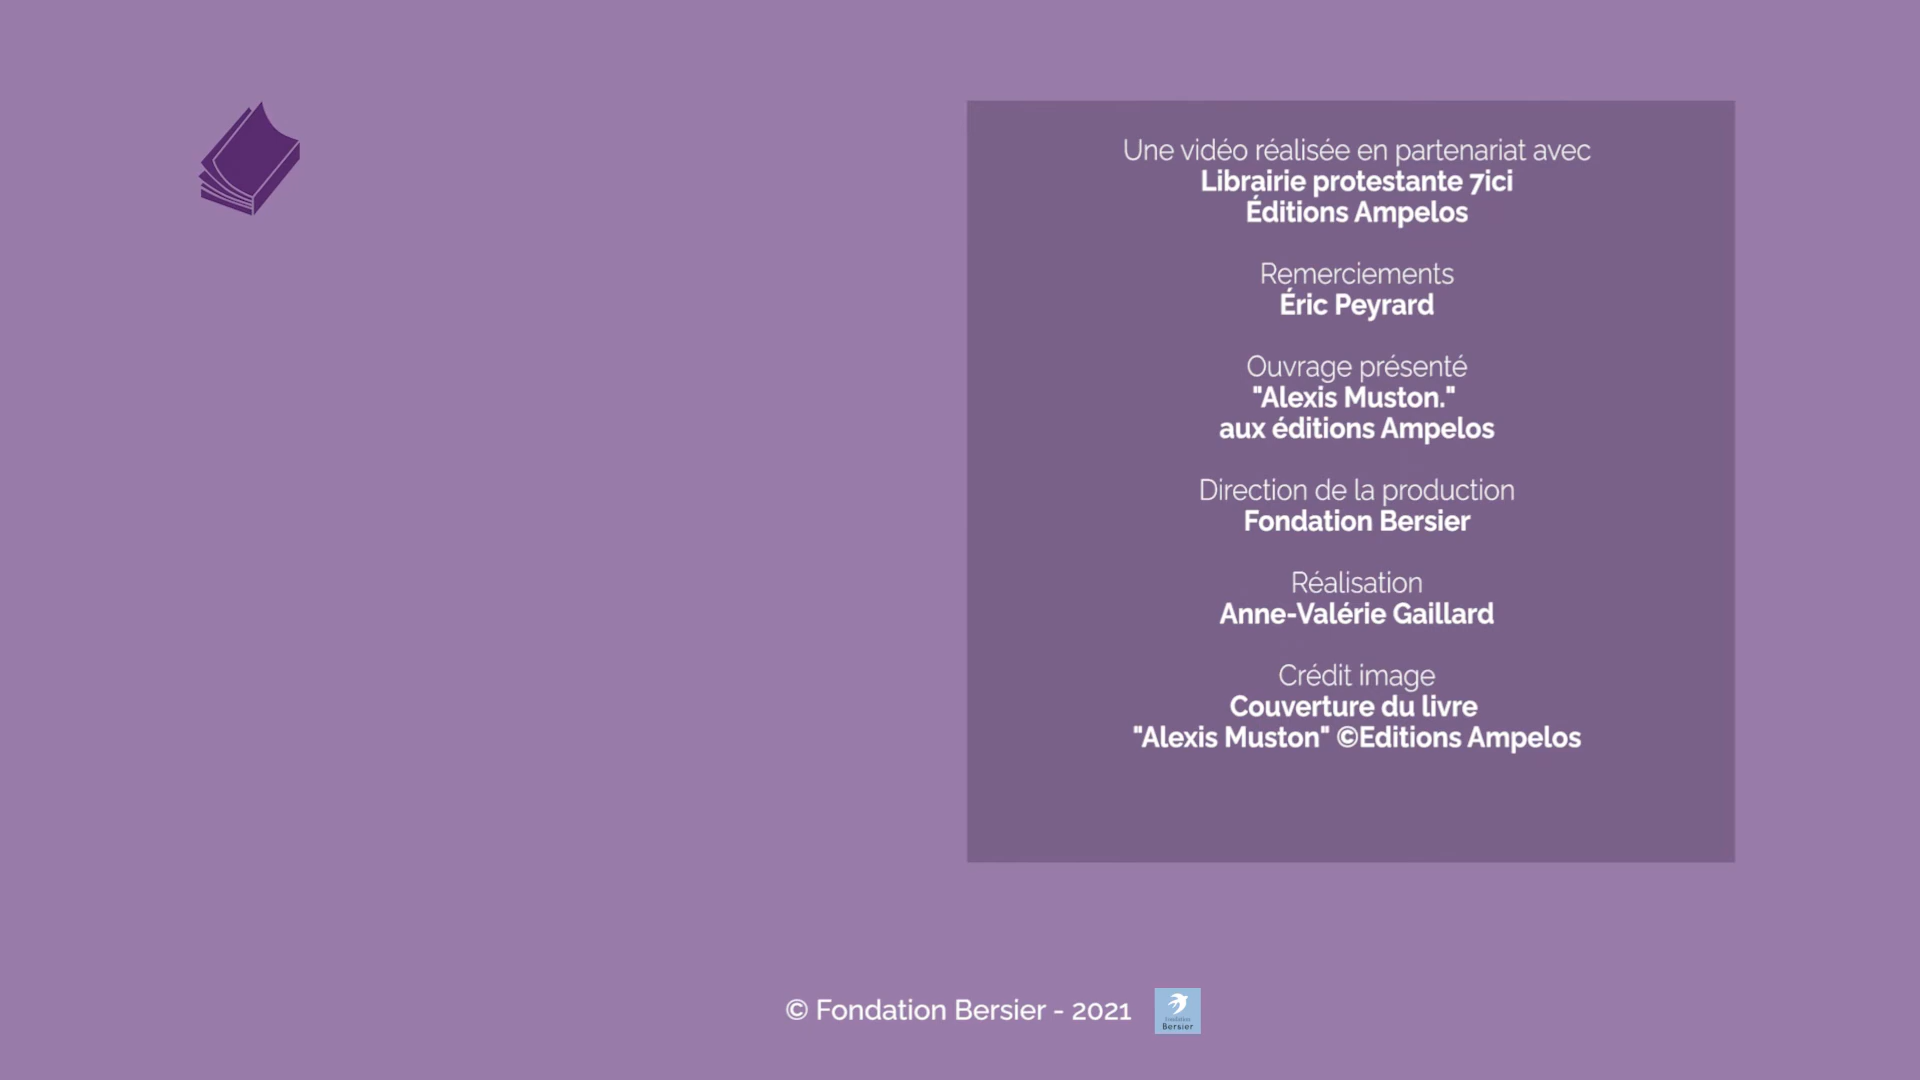 Une vidéo réalisée en partenariat avec
Librairie protestante 7ici
Éditions Ampelos
Remerciements
Éric Peyrard
Ouvrage présenté
"Alexis Muston."
aux éditions Ampelos
Direction de la production
Fondation Bersier
Réalisation
Anne-Valérie Gaillard
Crédit image
Couverture du livre
"Alexis Muston" ©Editions Ampelos
© Fondation Bersier - 2021
Fondation
Bersier